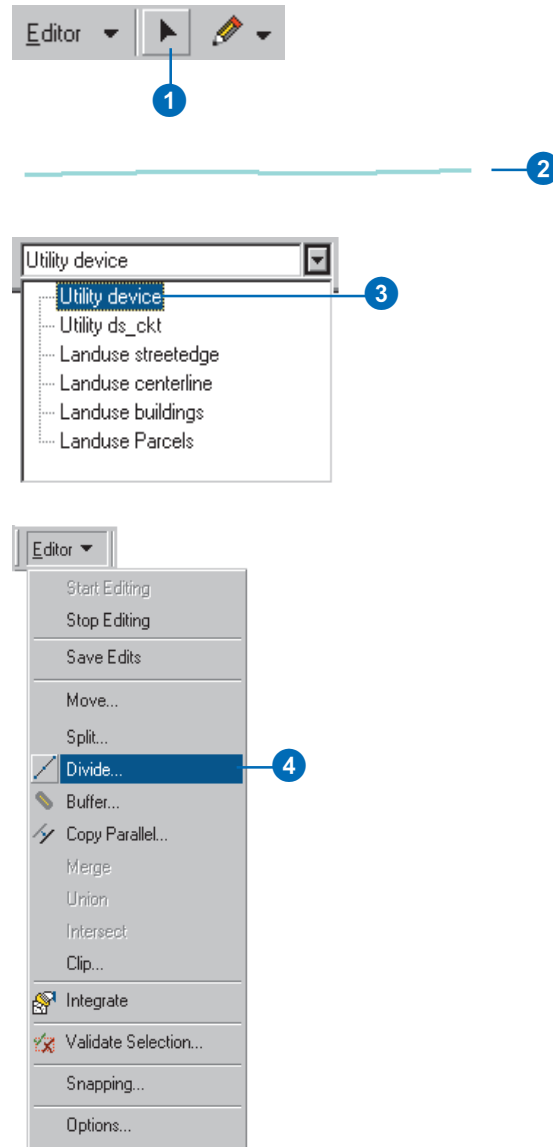 Editor
1
2
Utility device
Utility device
3
Utility ds_ckt
Landuse streetedge
Landuse centerline
Landuse buildings
Landuse Parcels
Editor
Start Editing
Stop Editing
Save Edits
Move...
Split...
Divide...
4
Buffer...
Copy Parallel...
Merge
Union
Intersect
Clip...
Integrate
Validate Selection...
Snapping...
Options...